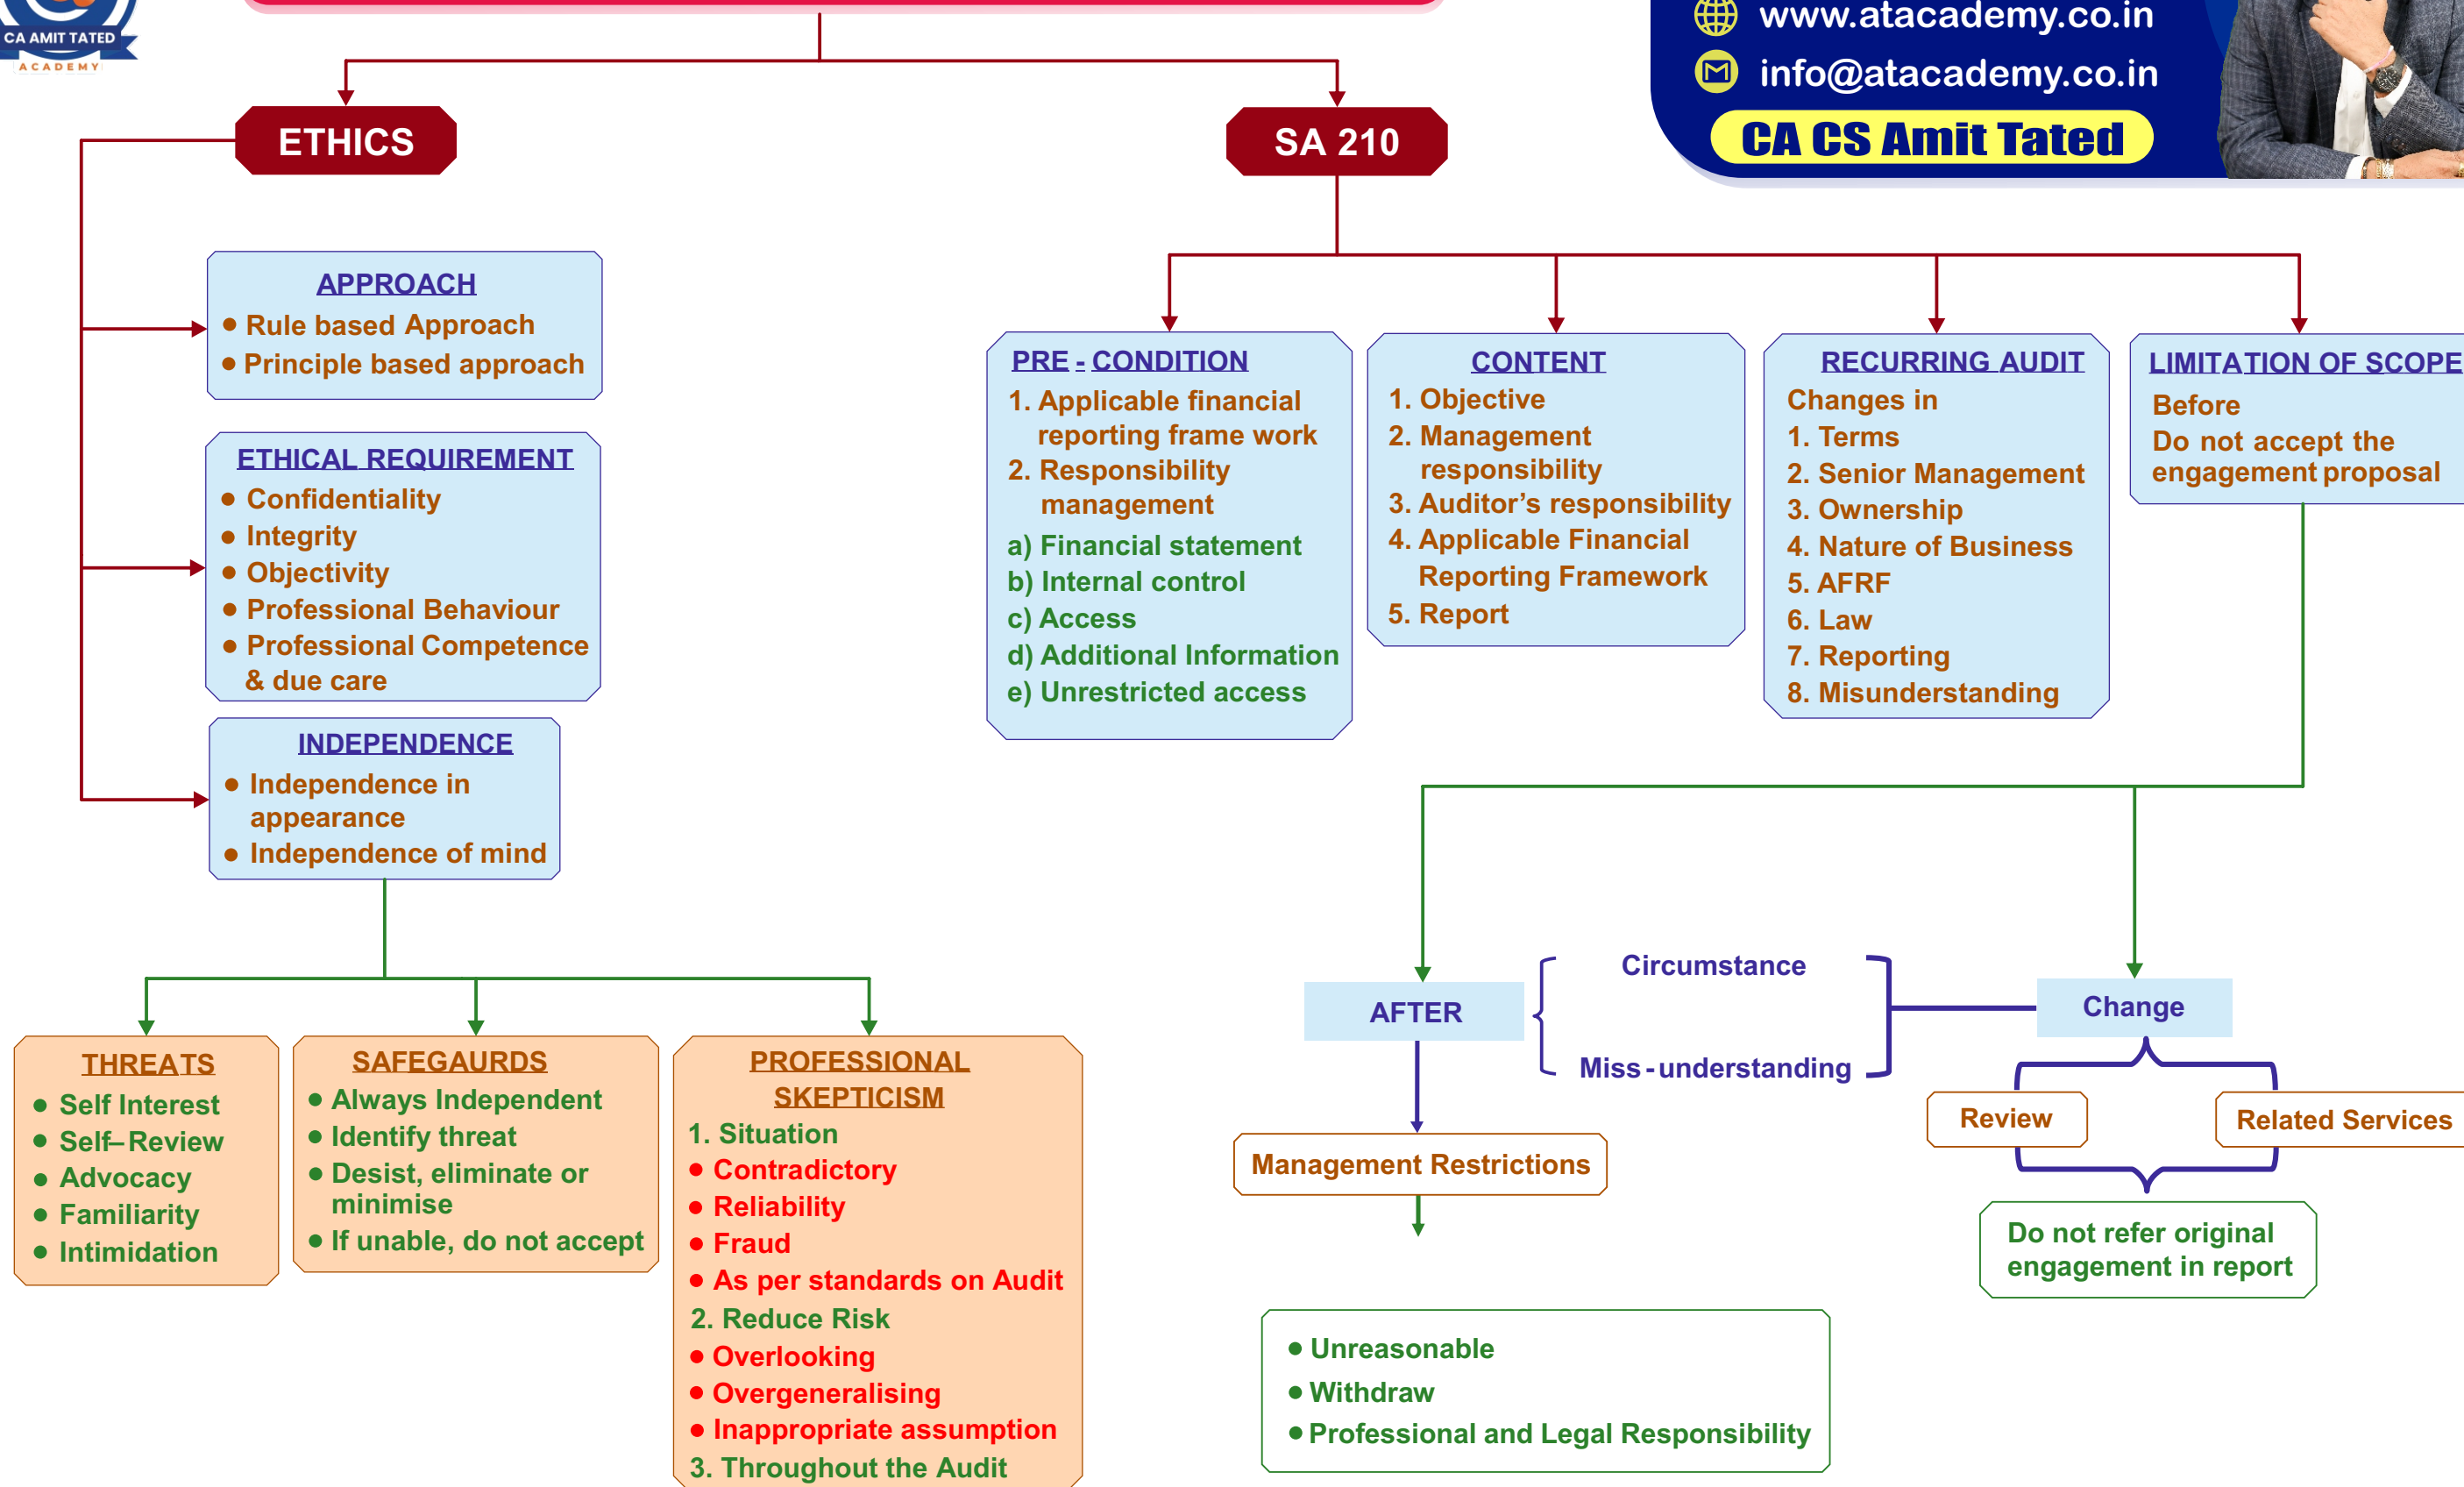 CA AMIT TATED
ACADEMY
www.atacademy.co.in
info@atacademy.co.in
CA CS Amit Tated
ETHICS
SA 210
APPROACH
• Rule based Approach
• Principle based approach
ETHICAL REQUIREMENT
• Confidentiality
• Integrity
• Objectivity
• Professional Behaviour
• Professional Competence
& due care
INDEPENDENCE
• Independence in
appearance
• Independence of mind
THREATS
• Self Interest
• Self–Review
• Advocacy
• Familiarity
• Intimidation
SAFEGAURDS
• Always Independent
• Identify threat
• Desist, eliminate or
minimise
• If unable, do not accept
PROFESSIONAL
SKEPTICISM
1. Situation
• Contradictory
• Reliability
• Fraud
• As per standards on Audit
2. Reduce Risk
• Overlooking
• Overgeneralising
• Inappropriate assumption
3. Throughout the Audit
PRE - CONDITION
1. Applicable financial
reporting frame work
2. Responsibility
management
a) Financial statement
b) Internal control
c) Access
d) Additional Information
e) Unrestricted access
CONTENT
1. Objective
2. Management
responsibility
3. Auditor's responsibility
4. Applicable Financial
Reporting Framework
5. Report
RECURRING AUDIT
Changes in
1. Terms
2. Senior Management
3. Ownership
4. Nature of Business
5. AFRF
6. Law
7. Reporting
8. Misunderstanding
LIMITATION OF SCOPE
Before
Do not accept the
engagement proposal
AFTER
Circumstance
Miss-understanding
Change
Management Restrictions
• Unreasonable
• Withdraw
• Professional and Legal Responsibility
Review
Related Services
Do not refer original
engagement in report